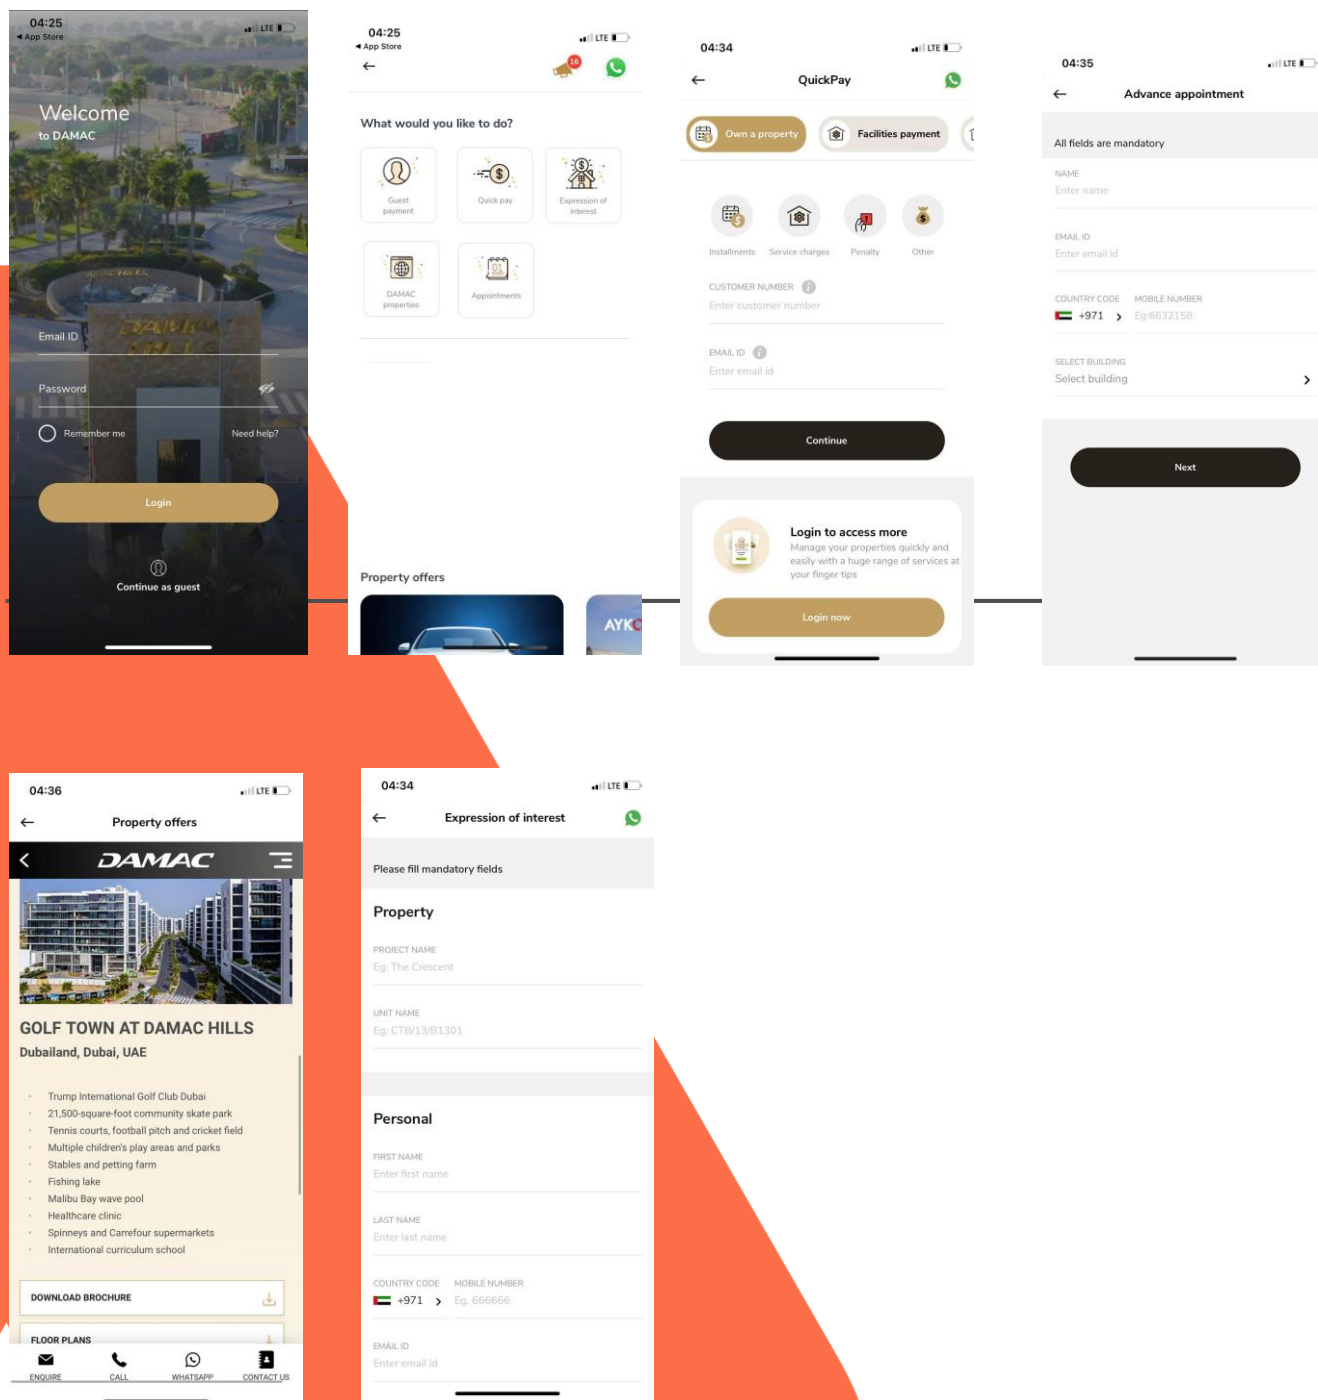 04:25
LTE
App Store
Welcome
to DAMAC
Email ID
Password
Remember me
Need help?
Login
Continue as guest
04:25
LTE
App Store
16
What would you like to do?
Guest
payment
Quick pay
Expression of
interest
DAMAC
properties
01
Appointments
Property offers
AYKO
04:34
LTE
QuickPay
Own a property
Facilities payment
Installments
Service charges
Penalty
Other
CUSTOMER NUMBER
Enter customer number
EMAIL ID
Enter email id
Continue
Login to access more
Manage your properties quickly and
easily with a huge range of services at
your finger tips
Login now
04:35
LTE
Advance appointment
All fields are mandatory
NAME
Enter name
EMAIL ID
Enter email id
COUNTRY CODE
MOBILE NUMBER
+971
Eg:6632158
SELECT BUILDING
Select building
Next
04:36
LTE
Property offers
DAMAC
GOLF TOWN AT DAMAC HILLS
Dubailand, Dubai, UAE
Trump International Golf Club Dubai
21,500-square-foot community skate park
Tennis courts, football pitch and cricket field
Multiple children's play areas and parks
Stables and petting farm
Fishing lake
Malibu Bay wave pool
Healthcare clinic
Spinneys and Carrefour supermarkets
International curriculum school
DOWNLOAD BROCHURE
FLOOR PLANS
ENQUIRE
CALL
WHATSAPP
CONTACT US
04:34
LTE
Expression of interest
Please fill mandatory fields
Property
PROJECT NAME
Eg: The Crescent
UNIT NAME
Eg: CTB/13/B1301
Personal
FIRST NAME
Enter first name
LAST NAME
Enter last name
COUNTRY CODE
MOBILE NUMBER
+971
Eg. 666666
EMAIL ID
Enter email id